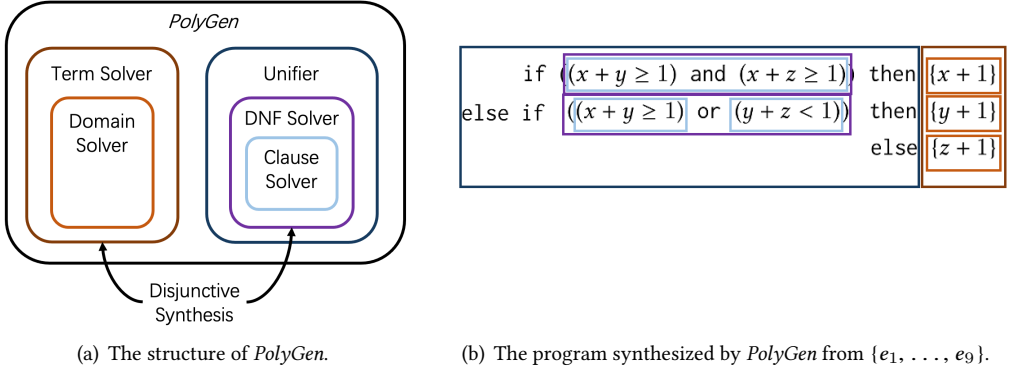 PolyGen
Term Solver
Domain
Solver
Unifier
DNF Solver
Clause
Solver
Disjunctive
Synthesis
(a) The structure of PolyGen.
if ((x + y ≥ 1) and (x + z ≥ 1)) then {x + 1}
else if ((x + y ≥ 1) or (y + z < 1)) then {y + 1}
else {z + 1}
(b) The program synthesized by PolyGen from {e₁, . . . , e₉}.